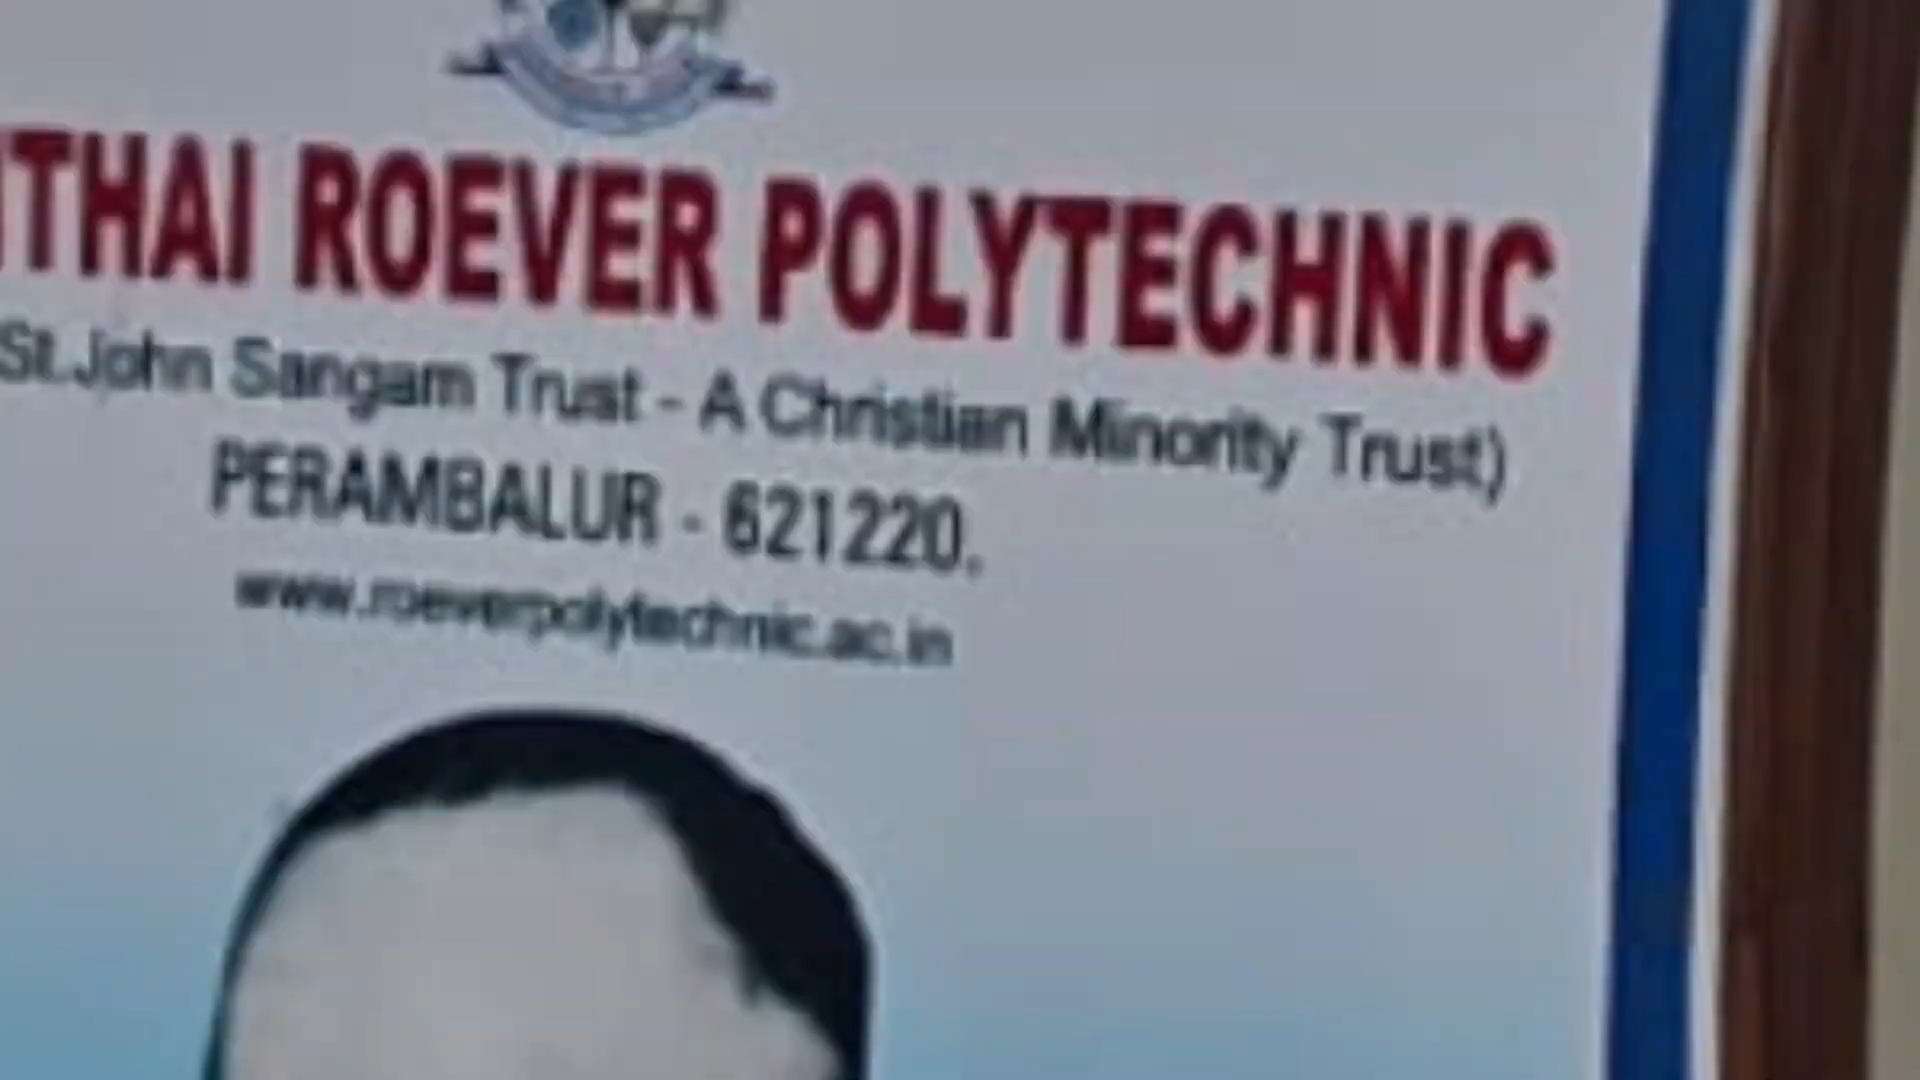 THAI ROEVER POLYTECHNIC
St.John Sangam Trust - A Christian Minority Trust)
PERAMBALUR - 621220.
www.roeverpolytechnic.ac.in